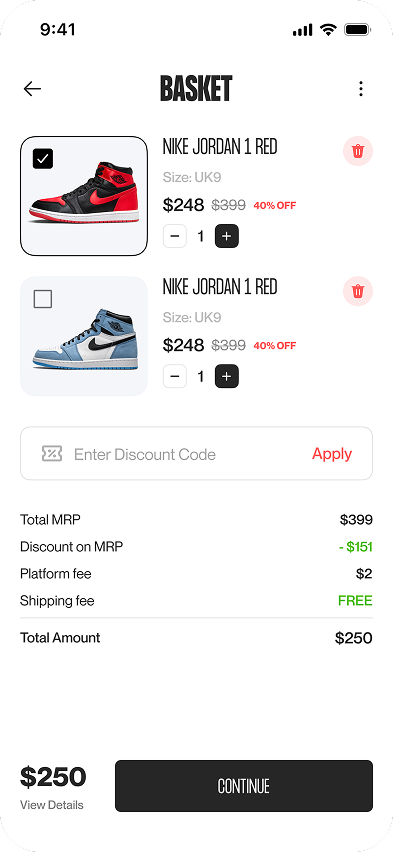 9:41
BASKET
NIKE JORDAN 1 RED
Size: UK9
$248 $399 40% OFF
− 1 +
NIKE JORDAN 1 RED
Size: UK9
$248 $399 40% OFF
− 1 +
Enter Discount Code Apply
Total MRP $399
Discount on MRP - $151
Platform fee $2
Shipping fee FREE
Total Amount $250
$250
View Details
CONTINUE